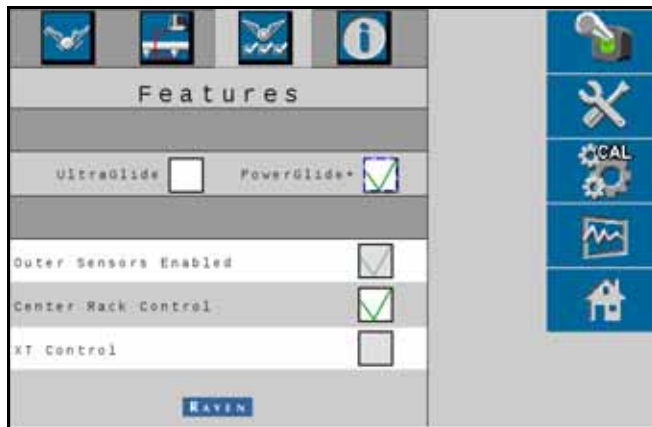 Features
UltraGlide PowerGlide+
Outer Sensors Enabled
Center Rack Control
XT Control
RAVEN
CAL